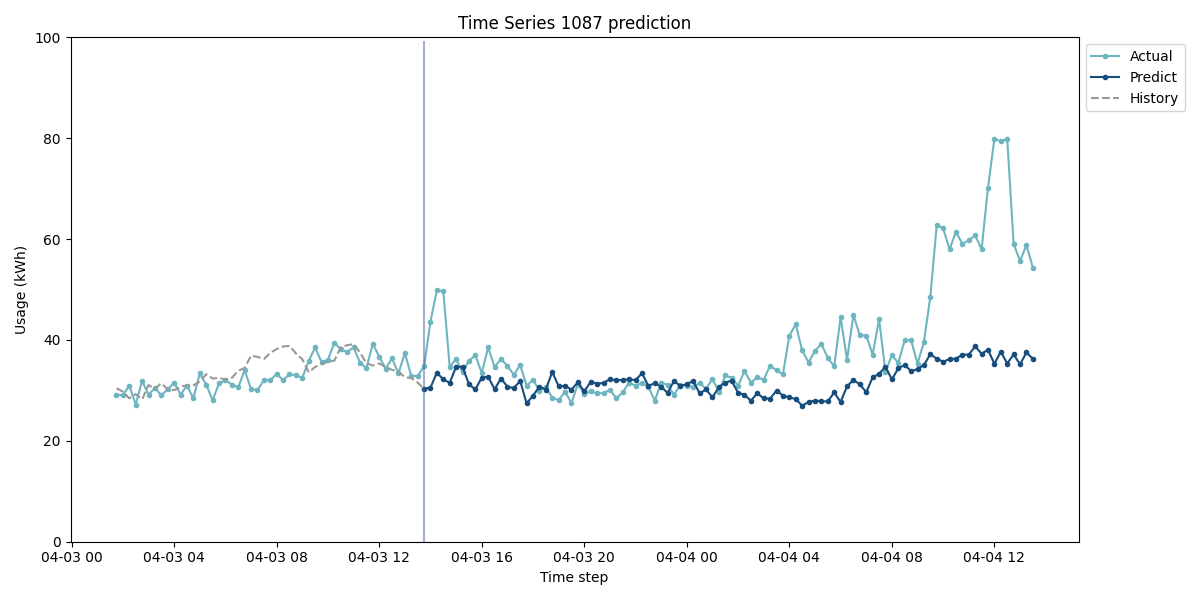 Time Series 1087 prediction
Usage (kWh)
100
80
60
40
20
0
04-03 00
04-03 04
04-03 08
04-03 12
04-03 16
04-03 20
04-04 00
04-04 04
04-04 08
04-04 12
Time step
Actual
Predict
History